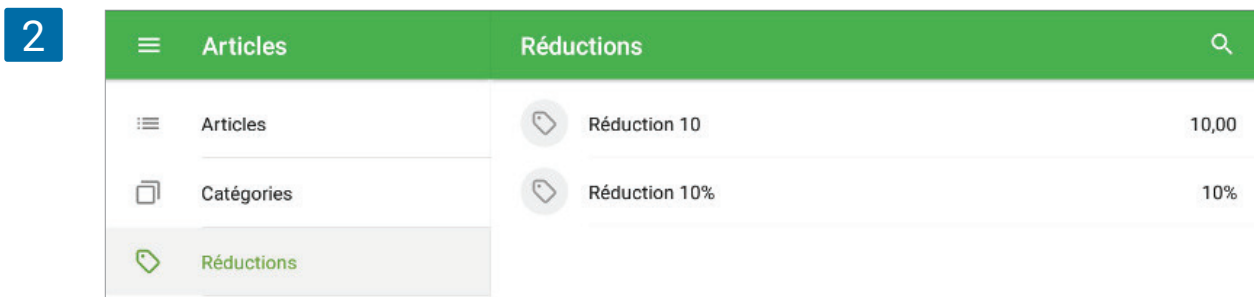 2
Articles
Réductions
Articles
Réduction 10 10,00
Catégories
Réduction 10% 10%
Réductions